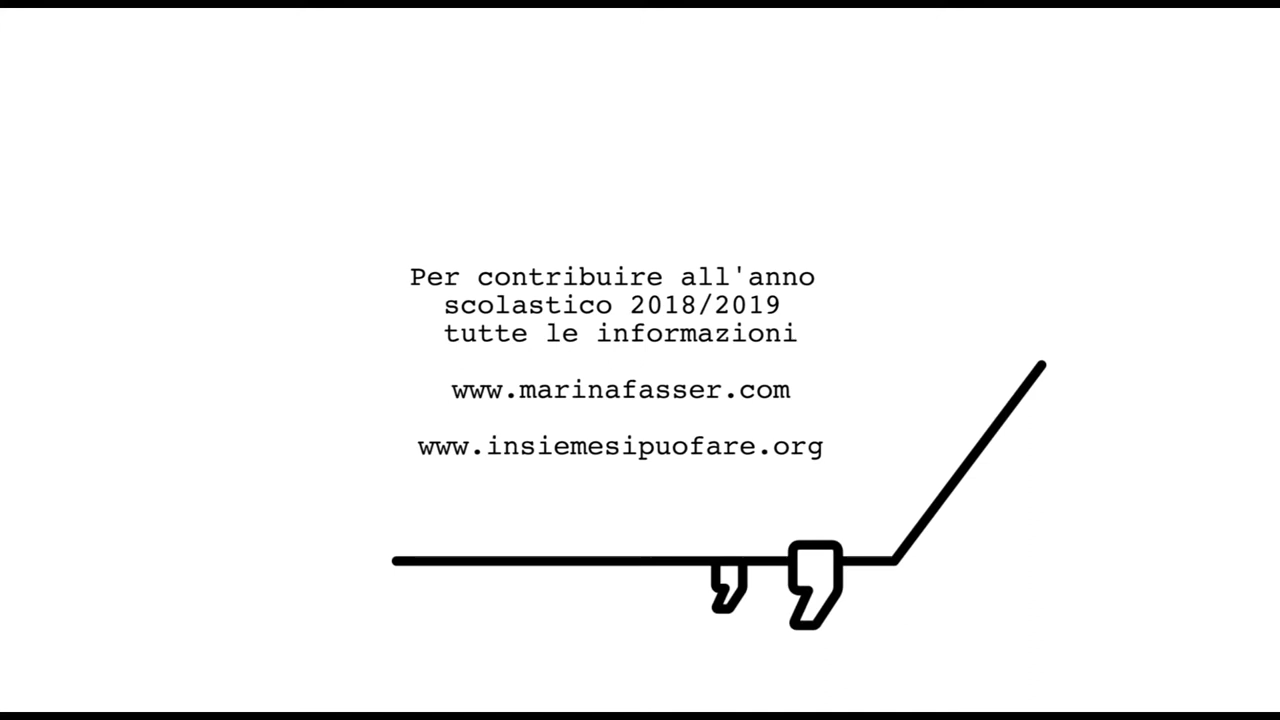 Per contribuire all'anno
scolastico 2018/2019
tutte le informazioni
www.marinafasser.com
www.insiemesipuofare.org